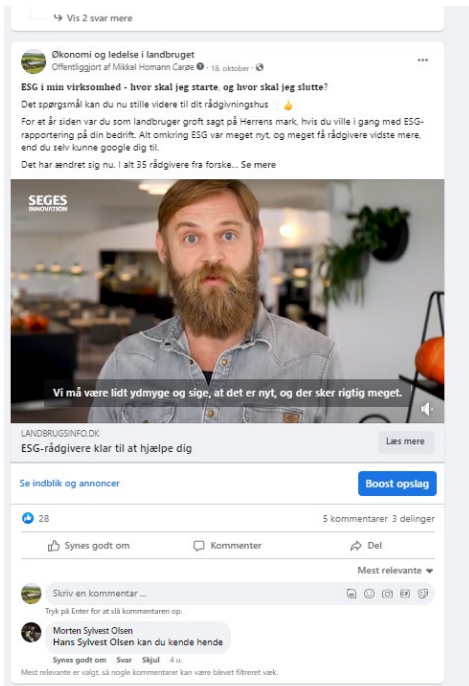 Vis 2 svar mere
Økonomi og ledelse i landbruget
Offentliggjort af Mikkel Homann Carøe · 18. oktober ·
ESG i min virksomhed - hvor skal jeg starte, og hvor skal jeg slutte?
Det spørgsmål kan du nu stille videre til dit rådgivningshus 👍
For et år siden var du som landbruger groft sagt på Herrens mark, hvis du ville i gang med ESG-
rapportering på din bedrift. Alt omkring ESG var meget nyt, og meget få rådgivere vidste mere,
end du selv kunne google dig til.
Det har ændret sig nu. I alt 35 rådgivere fra forske... Se mere
SEGES
INNOVATION
Vi må være lidt ydmyge og sige, at det er nyt, og der sker rigtig meget.
LANDBRUGSINFO.DK
ESG-rådgivere klar til at hjælpe dig
Læs mere
Se indblik og annoncer
Boost opslag
28
5 kommentarer 3 delinger
Synes godt om
Kommenter
Del
Mest relevante
Skriv en kommentar ...
Tryk på Enter for at slå kommentaren op.
Morten Sylvest Olsen
Hans Sylvest Olsen kan du kende hende
Synes godt om Svar Skjul 4 u.
Mest relevante er valgt, så nogle kommentarer kan være blevet filtreret væk.